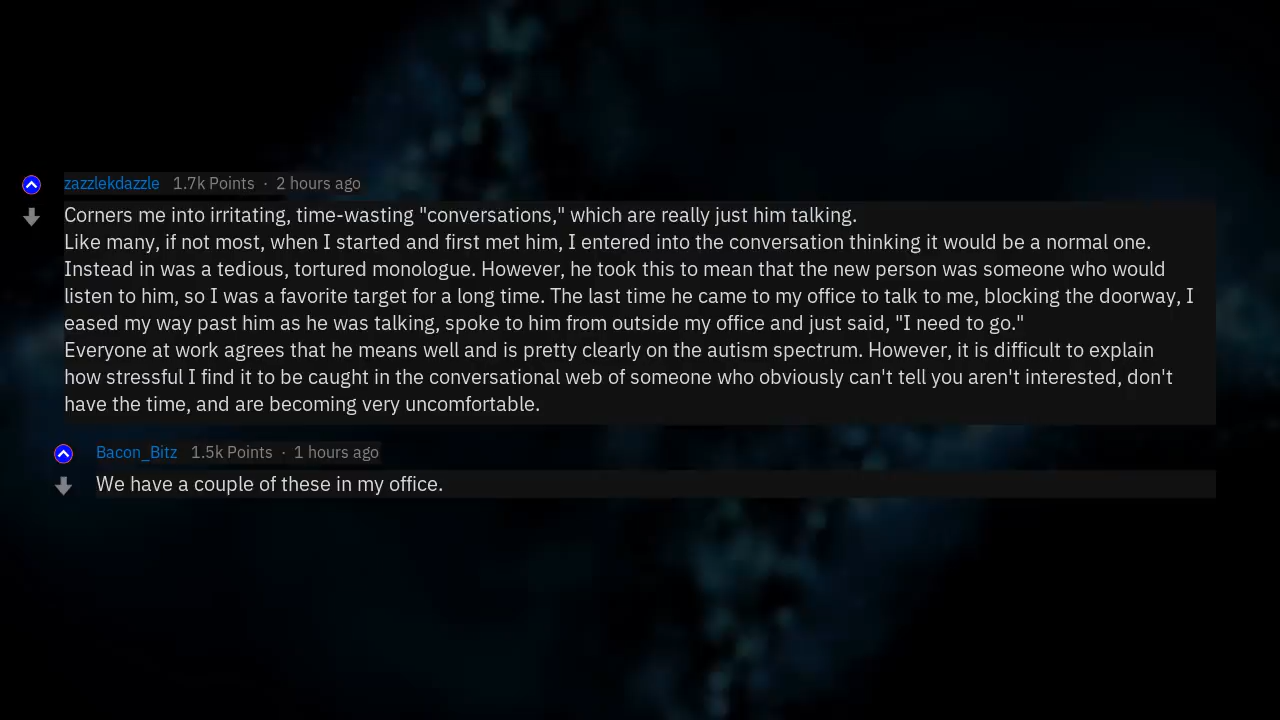 zazzlekdazzle 1.7k Points · 2 hours ago
Corners me into irritating, time-wasting "conversations," which are really just him talking.
Like many, if not most, when I started and first met him, I entered into the conversation thinking it would be a normal one.
Instead in was a tedious, tortured monologue. However, he took this to mean that the new person was someone who would
listen to him, so I was a favorite target for a long time. The last time he came to my office to talk to me, blocking the doorway, I
eased my way past him as he was talking, spoke to him from outside my office and just said, "I need to go."
Everyone at work agrees that he means well and is pretty clearly on the autism spectrum. However, it is difficult to explain
how stressful I find it to be caught in the conversational web of someone who obviously can't tell you aren't interested, don't
have the time, and are becoming very uncomfortable.
Bacon_Bitz 1.5k Points · 1 hours ago
We have a couple of these in my office.